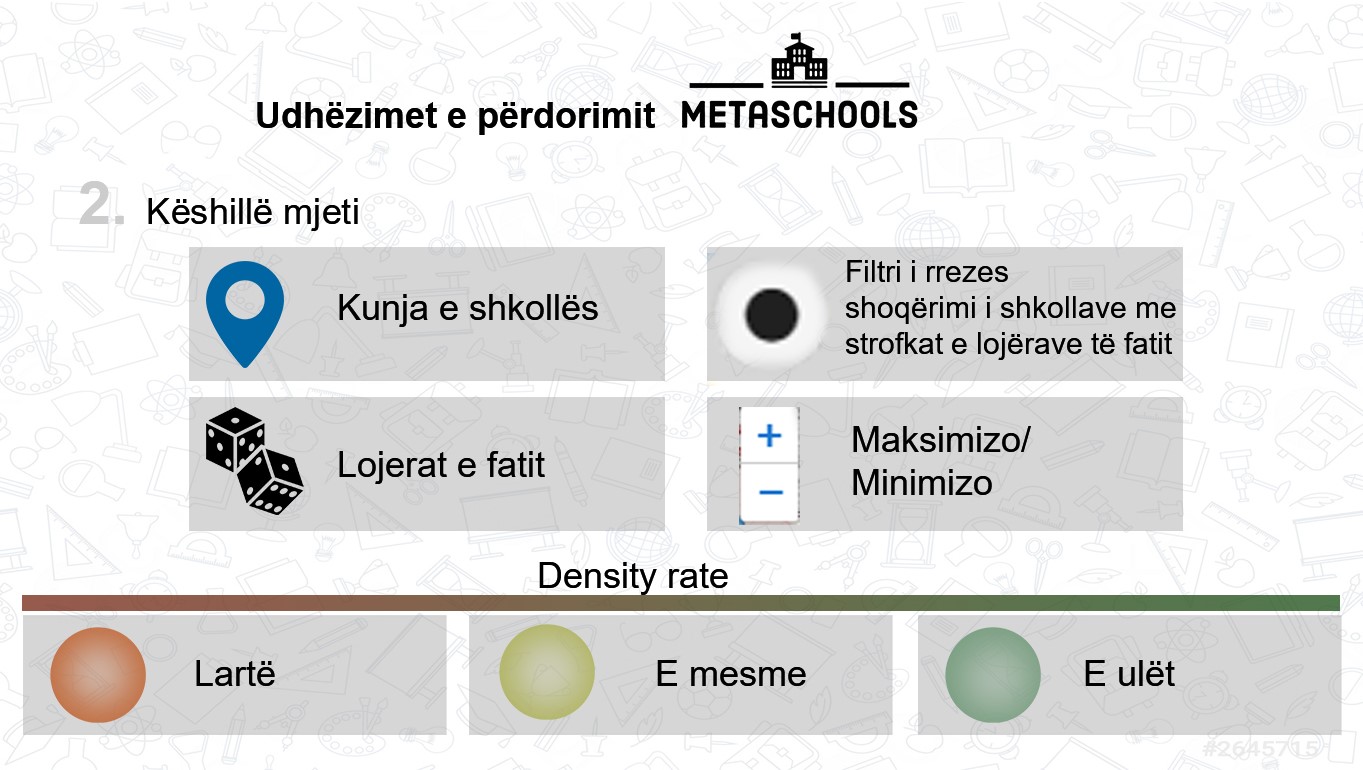 Udhëzimet e përdorimit METASCHOOLS
2. Këshillë mjeti
Kunja e shkollës
Filtri i rrezes
shoqërimi i shkollave me
strofkat e lojërave të fatit
Lojerat e fatit
Maksimizo/
Minimizo
Density rate
Lartë
E mesme
E ulët
#2645715